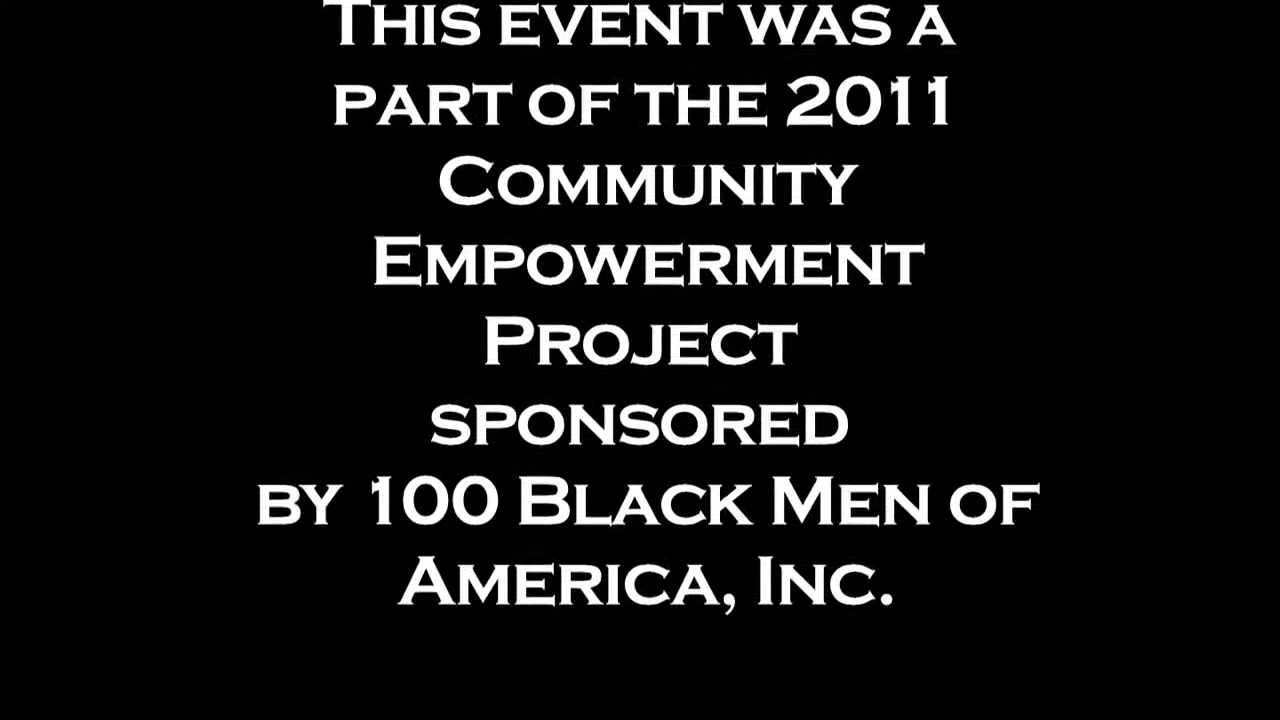 This event was a
part of the 2011
Community
Empowerment
Project
sponsored
by 100 Black Men of
America, Inc.